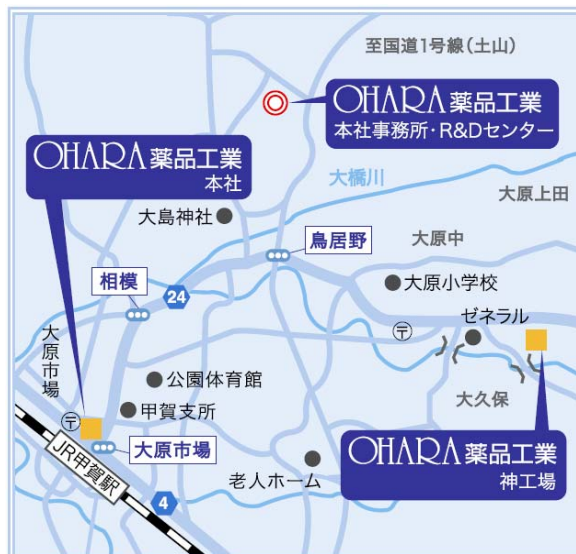 至国道1号線(土山)
OHARA薬品工業
本社事務所・R&Dセンター
OHARA薬品工業
本社
大橋川
大原上田
大島神社
鳥居野
大原中
相模
24
大原小学校
ゼネラル
〒
大原市場
公園体育館
大久保
〒
甲賀支所
大原市場
OHARA薬品工業
神工場
JR甲賀駅
老人ホーム
4